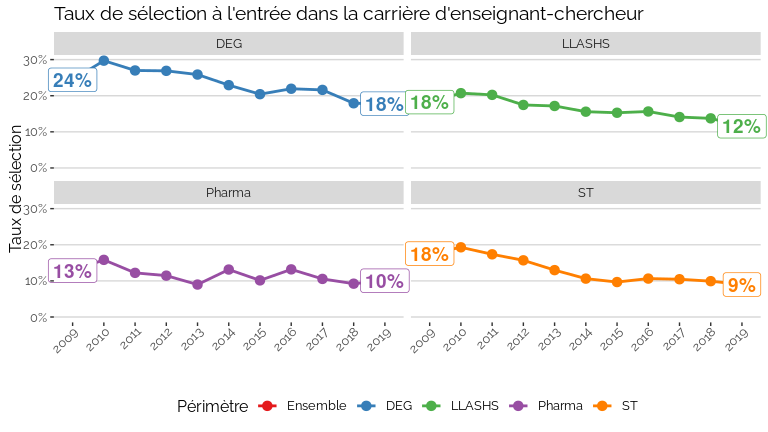 Taux de sélection à l'entrée dans la carrière d'enseignant-chercheur
DEG
LLASHS
30%
20%
10%
0%
24%
18%
18%
12%
Taux de sélection
Pharma
ST
30%
20%
10%
0%
13%
10%
18%
9%
2009 2010 2011 2012 2013 2014 2015 2016 2017 2018 2019
2009 2010 2011 2012 2013 2014 2015 2016 2017 2018 2019
Périmètre Ensemble DEG LLASHS Pharma ST